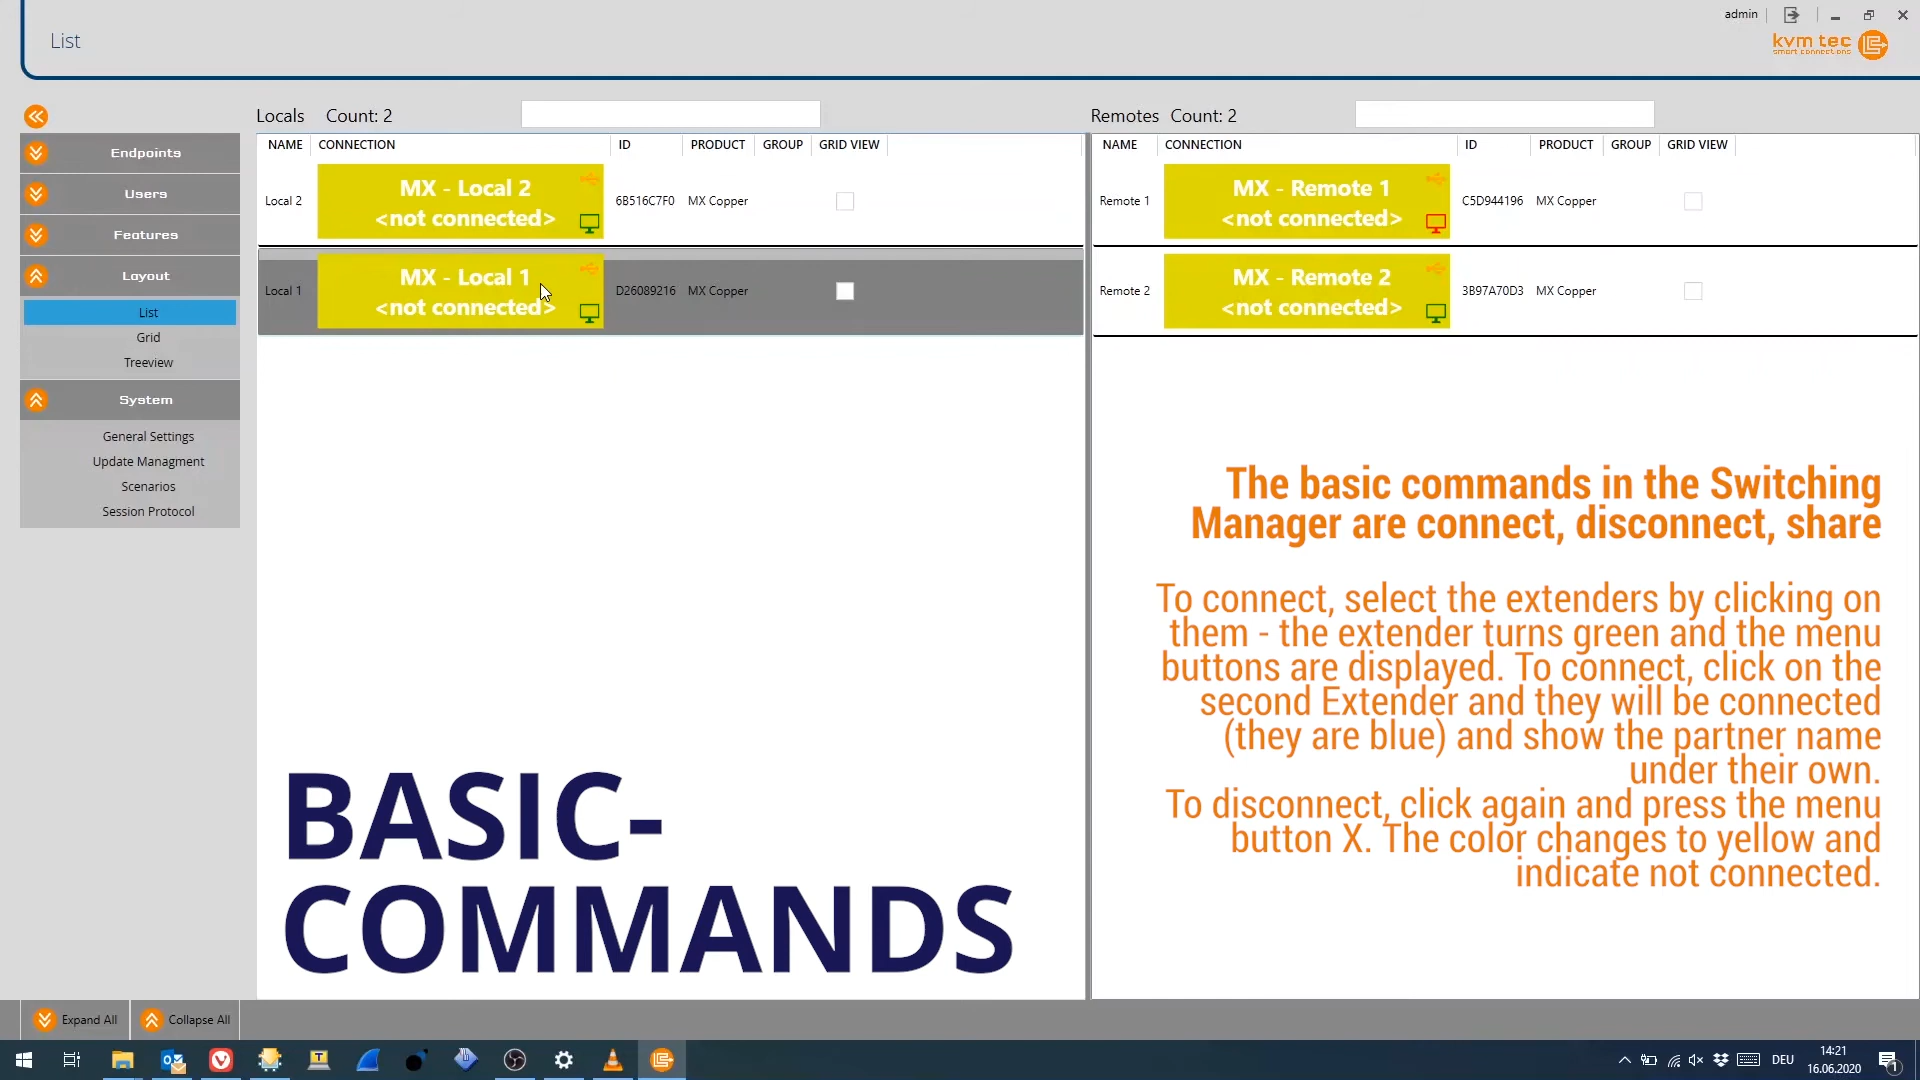 admin
List
kvm tec
smart connections
Locals Count: 2
Remotes Count: 2
NAME CONNECTION ID PRODUCT GROUP GRID VIEW
Local 2
MX - Local 2
<not connected>
6B516C7F0 MX Copper
Local 1
MX - Local 1
<not connected>
D26089216 MX Copper
NAME CONNECTION ID PRODUCT GROUP GRID VIEW
Remote 1
MX - Remote 1
<not connected>
C5D944196 MX Copper
Remote 2
MX - Remote 2
<not connected>
3B97A70D3 MX Copper
Endpoints
Users
Features
Layout
List
Grid
Treeview
System
General Settings
Update Managment
Scenarios
Session Protocol
The basic commands in the Switching
Manager are connect, disconnect, share
To connect, select the extenders by clicking on
them - the extender turns green and the menu
buttons are displayed. To connect, click on the
second Extender and they will be connected
(they are blue) and show the partner name
under their own.
To disconnect, click again and press the menu
button X. The color changes to yellow and
indicate not connected.
BASIC-
COMMANDS
Expand All
Collapse All
DEU
14:21
16.06.2020
1